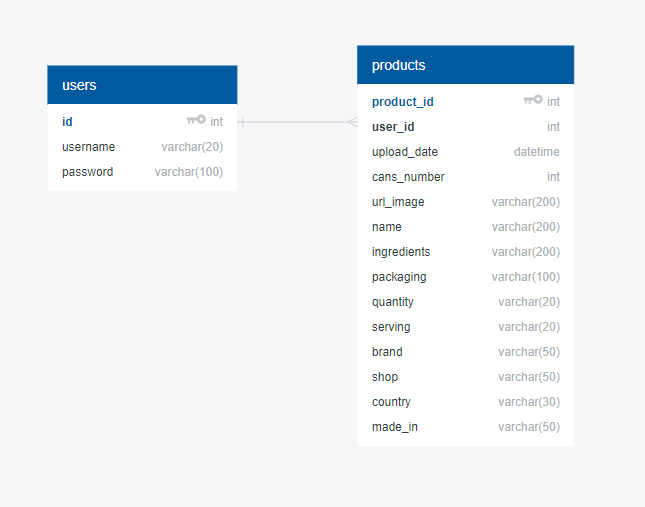 users
id int
username varchar(20)
password varchar(100)
products
product_id int
user_id int
upload_date datetime
cans_number int
url_image varchar(200)
name varchar(200)
ingredients varchar(200)
packaging varchar(100)
quantity varchar(20)
serving varchar(20)
brand varchar(50)
shop varchar(50)
country varchar(30)
made_in varchar(50)